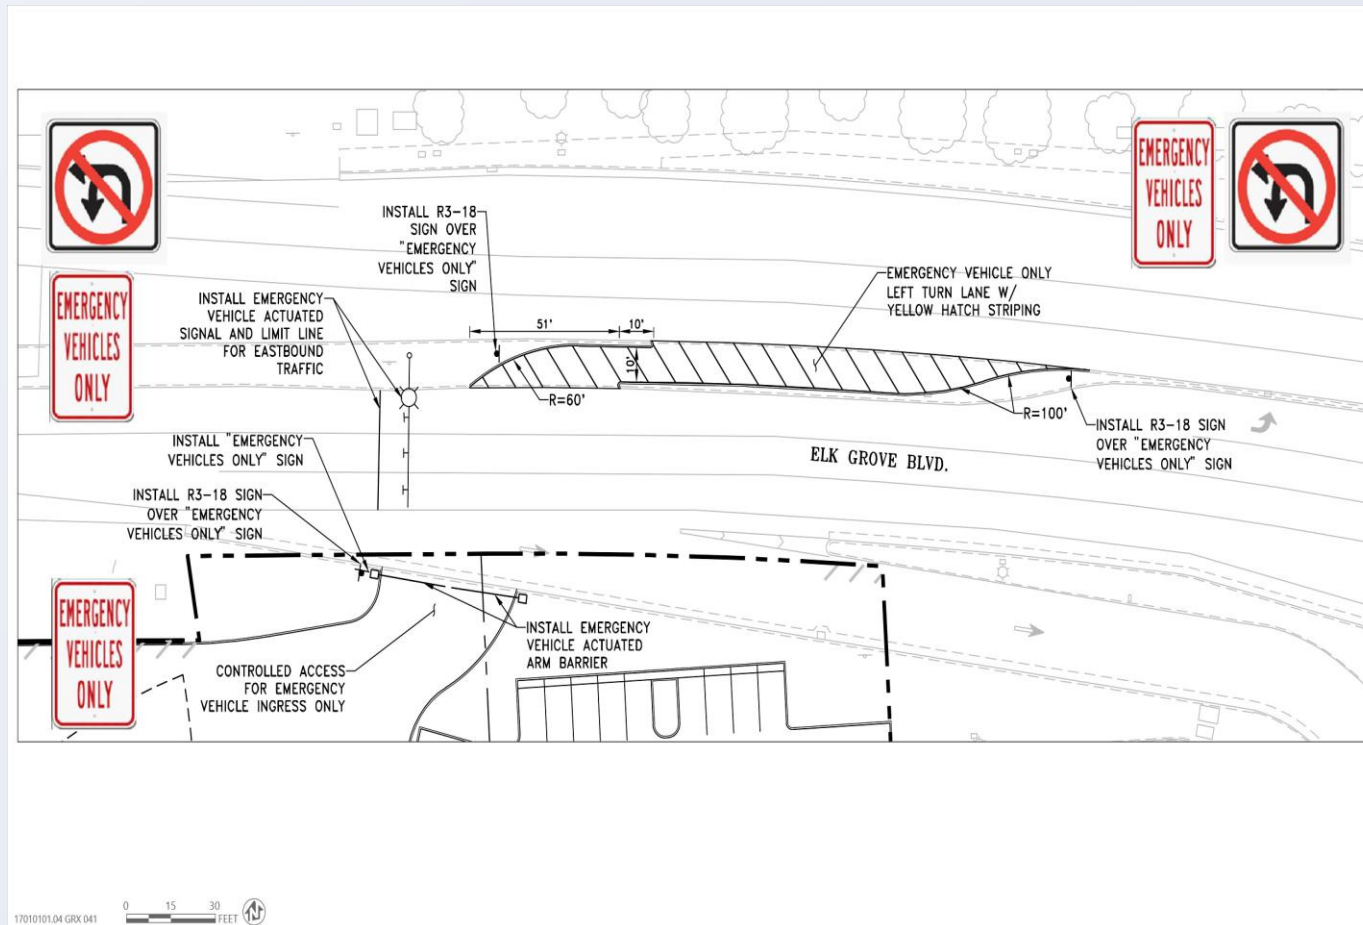 EMERGENCY
VEHICLES
ONLY
EMERGENCY
VEHICLES
ONLY
INSTALL R3-18
SIGN OVER
"EMERGENCY
VEHICLES ONLY"
SIGN
EMERGENCY VEHICLE ONLY
LEFT TURN LANE W/
YELLOW HATCH STRIPING
INSTALL EMERGENCY
VEHICLE ACTUATED
SIGNAL AND LIMIT LINE
FOR EASTBOUND
TRAFFIC
51'
10'
10'
R=60'
R=100'
INSTALL R3-18 SIGN
OVER "EMERGENCY
VEHICLES ONLY" SIGN
INSTALL "EMERGENCY
VEHICLES ONLY" SIGN
ELK GROVE BLVD.
INSTALL R3-18 SIGN
OVER "EMERGENCY
VEHICLES ONLY" SIGN
EMERGENCY
VEHICLES
ONLY
INSTALL EMERGENCY
VEHICLE ACTUATED
ARM BARRIER
CONTROLLED ACCESS
FOR EMERGENCY
VEHICLE INGRESS ONLY
17010101.04 GRX 041
0 15 30
FEET
N